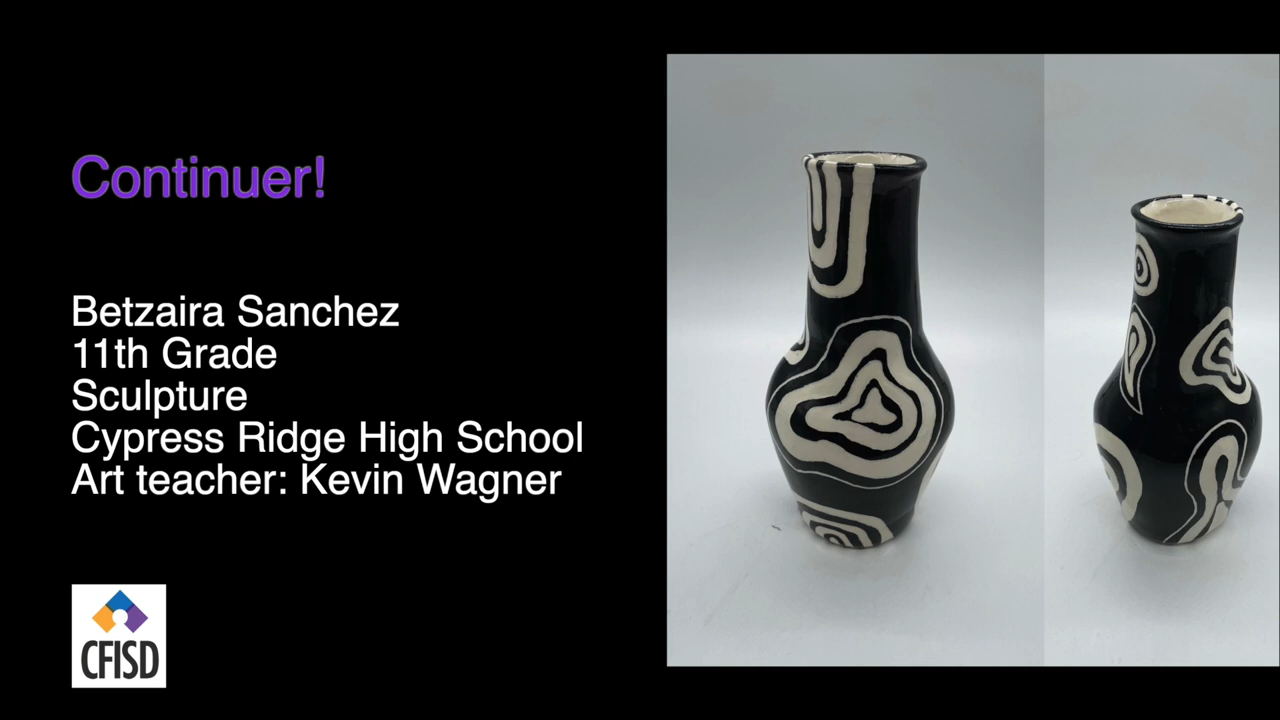 Continuer!
Betzaira Sanchez
11th Grade
Sculpture
Cypress Ridge High School
Art teacher: Kevin Wagner
CFISD